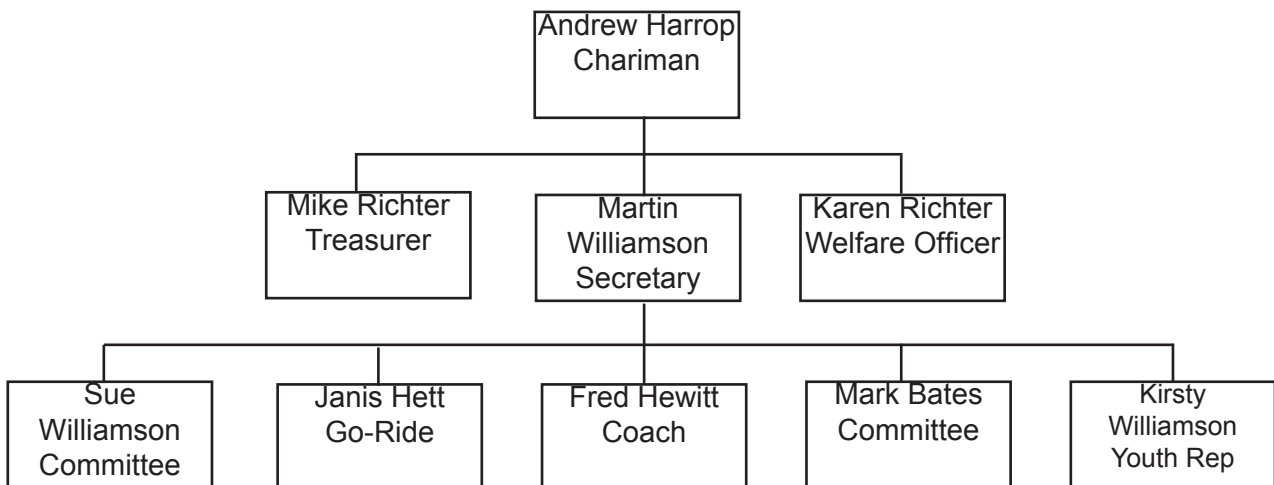 Andrew Harrop
Chariman
Mike Richter
Treasurer
Martin
Williamson
Secretary
Karen Richter
Welfare Officer
Sue
Williamson
Committee
Janis Hett
Go-Ride
Fred Hewitt
Coach
Mark Bates
Committee
Kirsty
Williamson
Youth Rep